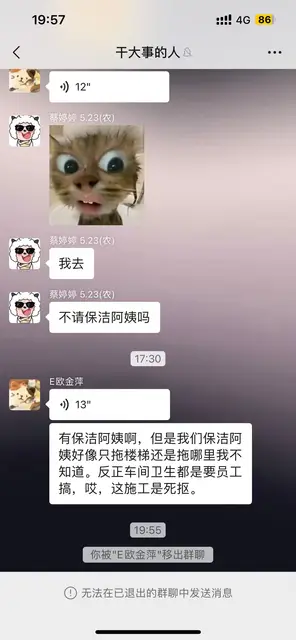 19:57
4G
86
干大事的人
12"
蔡婷婷 5.23(农)
蔡婷婷 5.23(农)
我去
蔡婷婷 5.23(农)
不请保洁阿姨吗
17:30
E欧金萍
13"
有保洁阿姨啊，但是我们保洁阿
姨好像只拖楼梯还是拖哪里我不
知道。反正车间卫生都是要员工
搞，哎，这施工是死抠。
19:55
你被"E欧金萍"移出群聊
无法在已退出的群聊中发送消息